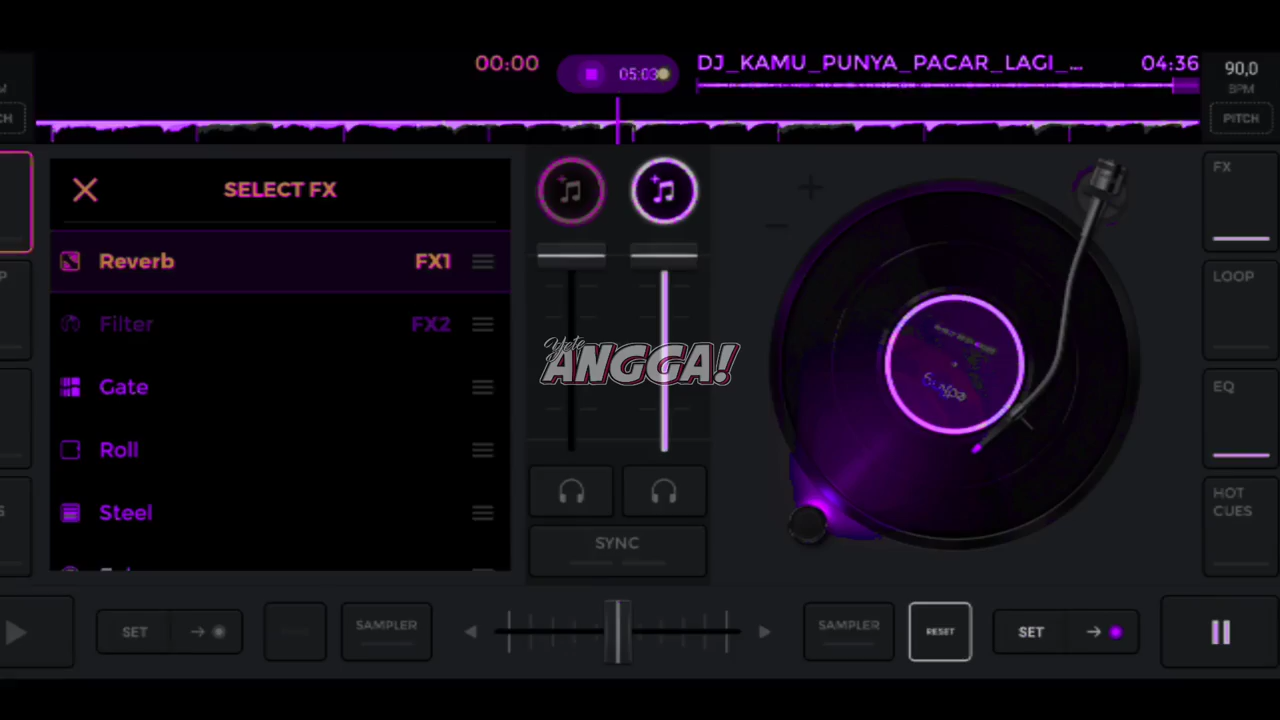 00:00
05:03
DJ_KAMU_PUNYA_PACAR_LAGI_...
04:36
90,0
BPM
PITCH
SELECT FX
Reverb FX1
Filter FX2
Gate
Roll
Steel
ANGGA!
edjing
SYNC
FX
LOOP
EQ
HOT
CUES
SET
SAMPLER
SAMPLER
RESET
SET